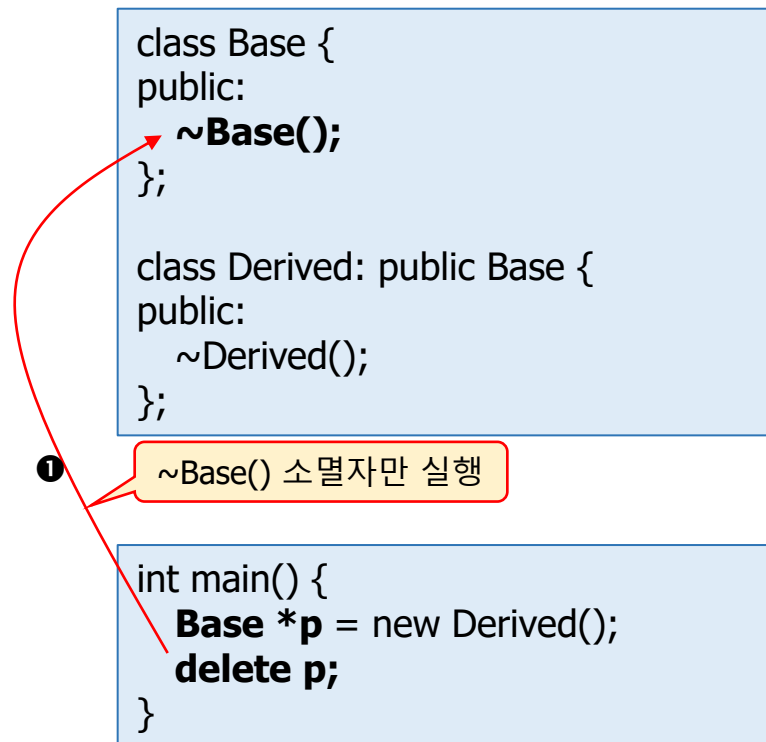 class Base {
public:
~Base();
};
class Derived: public Base {
public:
~Derived();
};
❶
~Base() 소멸자만 실행
int main() {
Base *p = new Derived();
delete p;
}